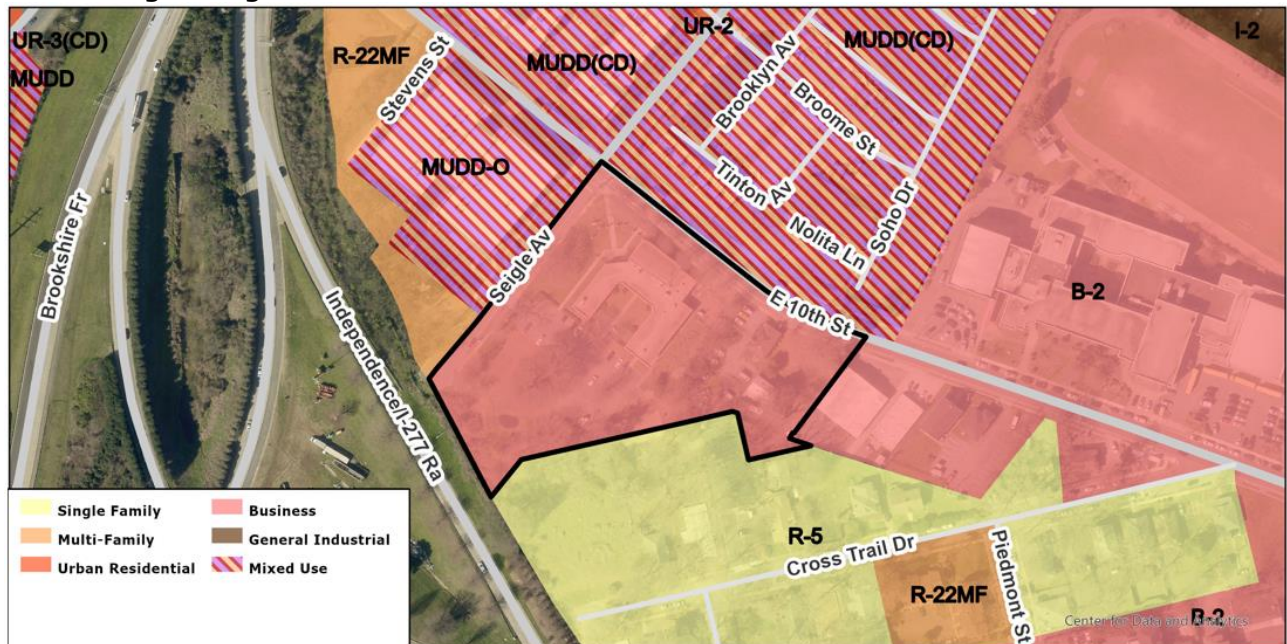 UR-3(CD)
MUDD
R-22MF
Stevens St
MUDD(CD)
UR-2
Brooklyn Av
MUDD(CD)
I-2
Broome St
MUDD-O
Tinton Av
Nolita Ln
Soho Dr
Brookshire Fr
Seigle Av
Independence/I-277 Ra
E 10th St
B-2
R-5
Cross Trail Dr
Piedmont St
R-22MF
B-2
Single Family
Multi-Family
Urban Residential
Business
General Industrial
Mixed Use
Center for Data and Analytics